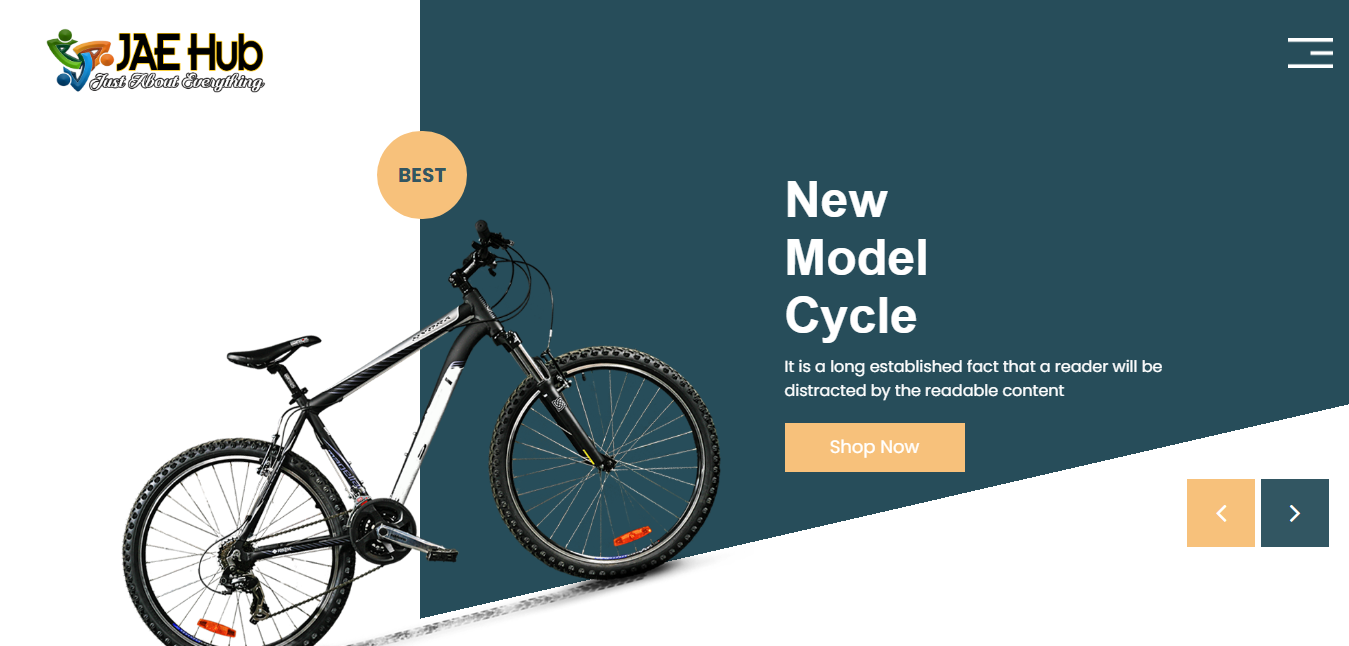 JAE Hub
Just About Everything
BEST
New
Model
Cycle
It is a long established fact that a reader will be
distracted by the readable content
Shop Now